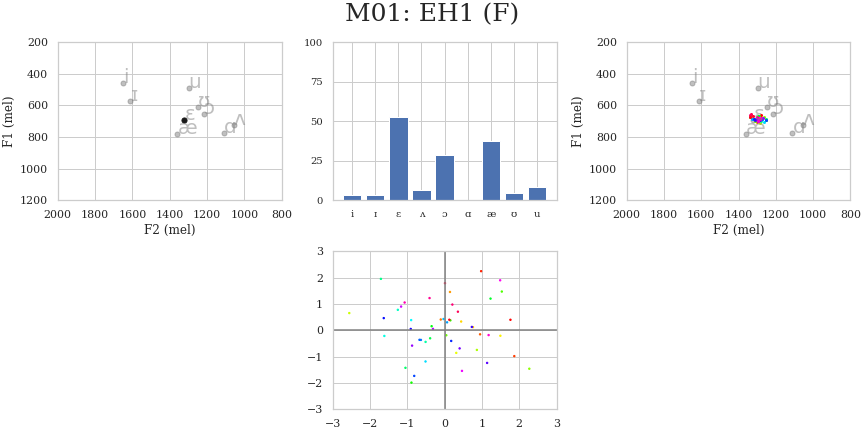 M01: EH1 (F)
200
400
600
800
1000
1200
F1 (mel)
2000 1800 1600 1400 1200 1000 800
F2 (mel)
i
ɪ
u
ʊ
ɔ
ɛ
æ
ɑ
ʌ
100
75
50
25
0
i ɪ ɛ ʌ ɔ ɑ æ ʊ u
200
400
600
800
1000
1200
F1 (mel)
2000 1800 1600 1400 1200 1000 800
F2 (mel)
i
ɪ
u
ʊ
ɔ
ɛ
æ
ɑ
ʌ
3
2
1
0
−1
−2
−3
−3 −2 −1 0 1 2 3